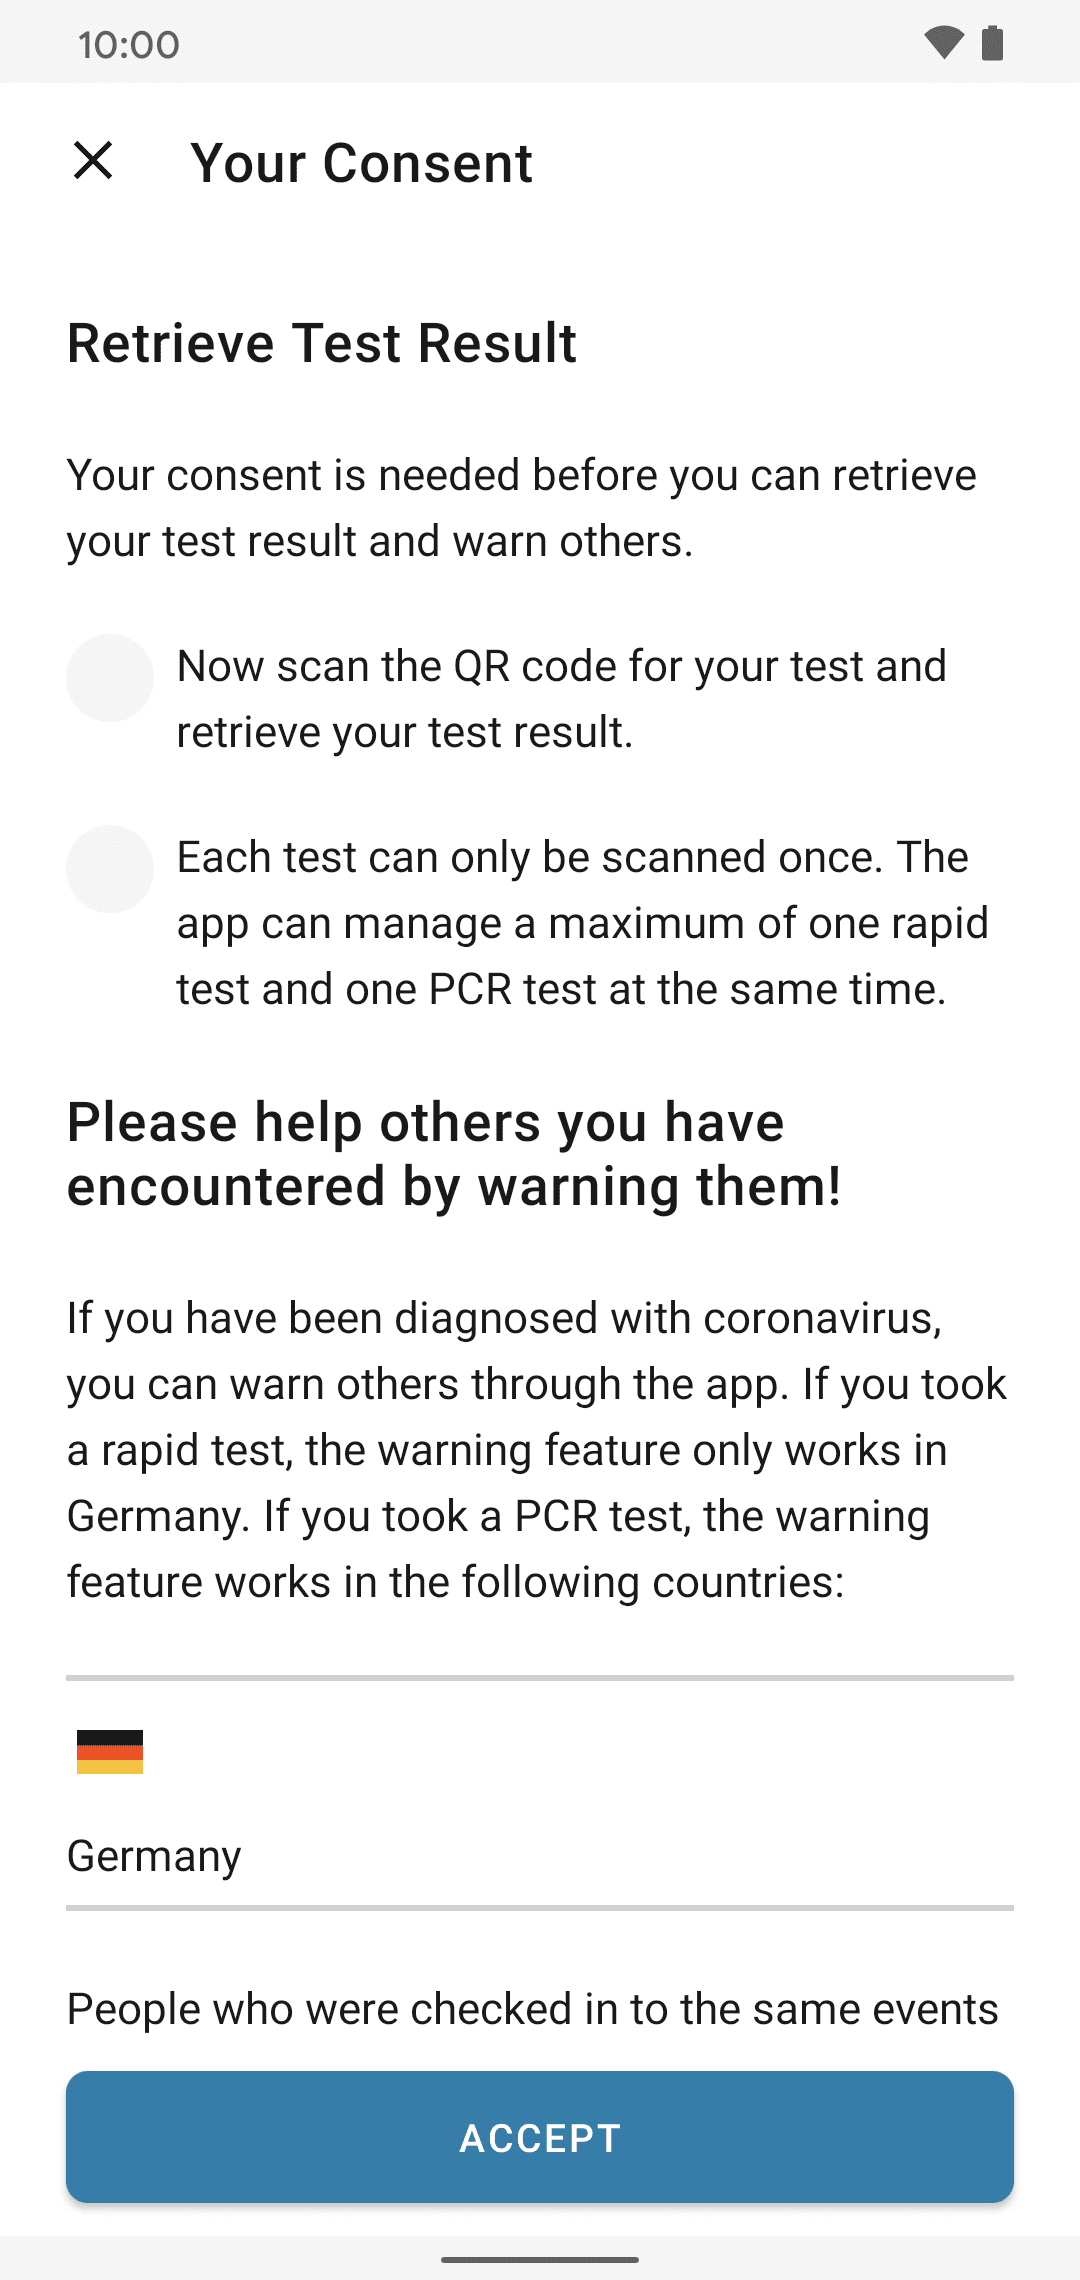 10:00
Your Consent
Retrieve Test Result
Your consent is needed before you can retrieve
your test result and warn others.
Now scan the QR code for your test and
retrieve your test result.
Each test can only be scanned once. The
app can manage a maximum of one rapid
test and one PCR test at the same time.
Please help others you have
encountered by warning them!
If you have been diagnosed with coronavirus,
you can warn others through the app. If you took
a rapid test, the warning feature only works in
Germany. If you took a PCR test, the warning
feature works in the following countries:
Germany
People who were checked in to the same events
ACCEPT